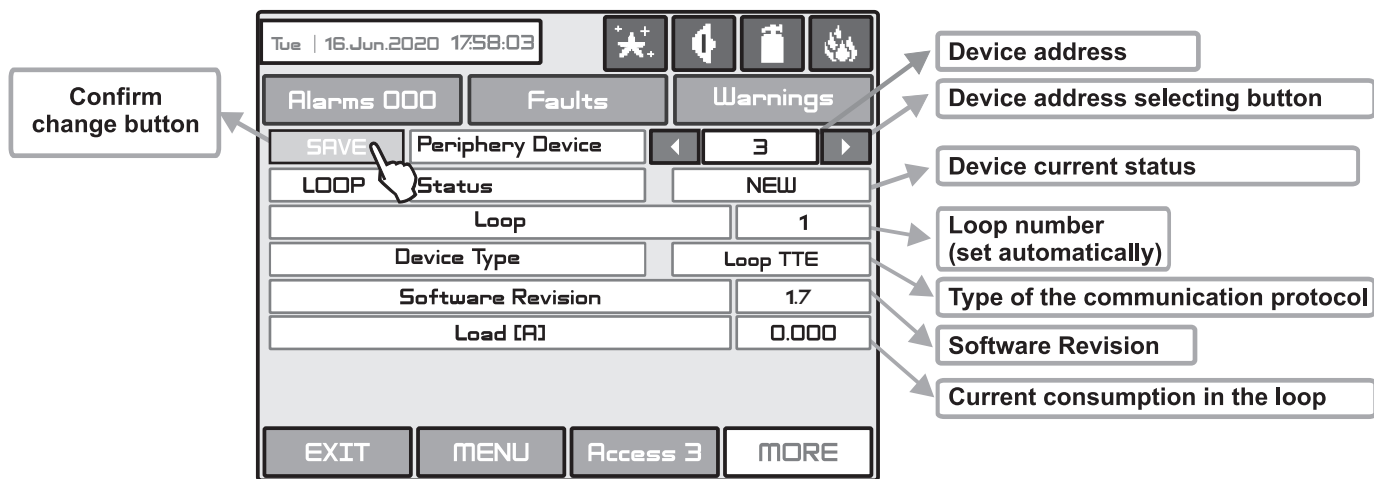 Tue | 16.Jun.2020 17:58:03
Alarms 000 Faults Warnings
SAVE Periphery Device 3
LOOP Status NEW
Loop 1
Device Type Loop TTE
Software Revision 1.7
Load [A] 0.000
EXIT MENU Access 3 MORE
Confirm
change button
Device address
Device address selecting button
Device current status
Loop number
(set automatically)
Type of the communication protocol
Software Revision
Current consumption in the loop